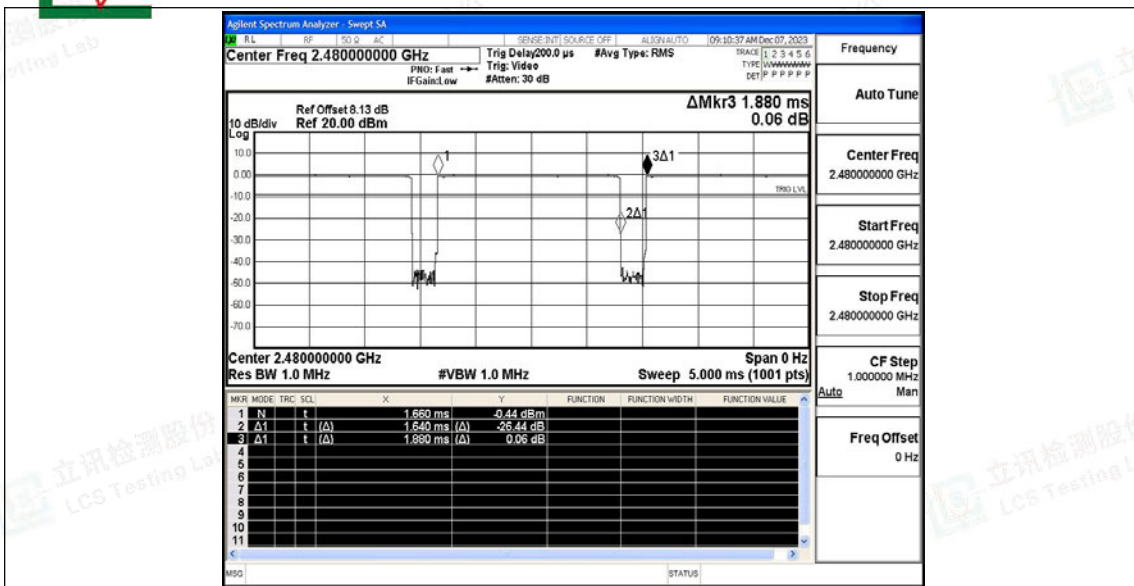 Agilent Spectrum Analyzer - Swept SA
RL RF 50 Ω AC SENSE:INT SOURCE OFF ALIGNAUTO 09:10:37 AM Dec 07, 2023
Center Freq 2.480000000 GHz
PNO: Fast
IFGain:Low
Trig Delay200.0 μs
Trig: Video
#Atten: 30 dB
#Avg Type: RMS
TRACE 1 2 3 4 5 6
TYPE
DET P P P P P P
Frequency
Auto Tune
ΔMkr3 1.880 ms
0.06 dB
Ref Offset 8.13 dB
10 dB/div Ref 20.00 dBm
Log
10.0
0.00
-10.0
-20.0
-30.0
-40.0
-50.0
-60.0
-70.0
1
3Δ1
TRIG LVL
2Δ1
Center Freq
2.480000000 GHz
Start Freq
2.480000000 GHz
Stop Freq
2.480000000 GHz
Center 2.480000000 GHz Span 0 Hz
Res BW 1.0 MHz #VBW 1.0 MHz Sweep 5.000 ms (1001 pts)
CF Step
1.000000 MHz
Auto Man
MKR MODE TRC SCL X Y FUNCTION FUNCTION WIDTH FUNCTION VALUE
1 N t 1.660 ms -0.44 dBm
2 Δ1 t (Δ) 1.640 ms (Δ) -26.44 dB
3 Δ1 t (Δ) 1.880 ms (Δ) 0.06 dB
4
5
6
7
8
9
10
11
Freq Offset
0 Hz
MSG STATUS
立讯检测股份
LCS Testing Lab
立讯检测股份
LCS Testing L